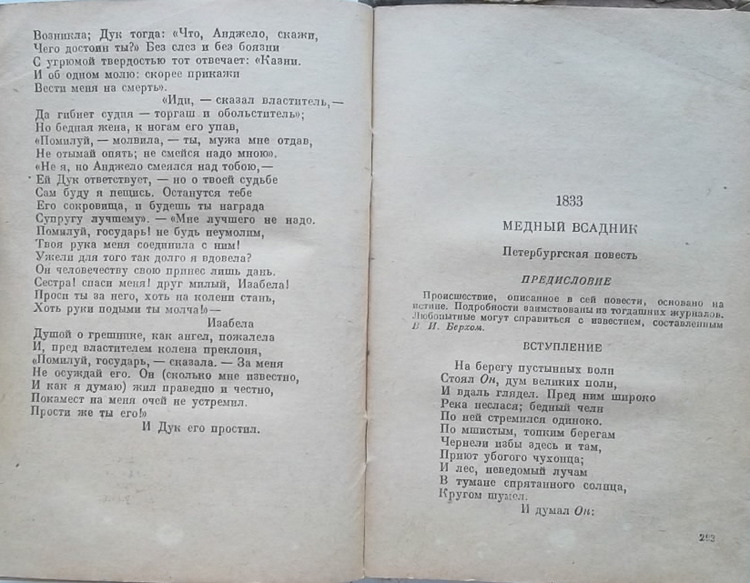 Возникла; Дук тогда: «Что, Анджело, скажи,
Чего достоин ты?» Без слез и без боязни
С угрюмой твердостью тот отвечает: «Казни.
И об одном молю: скорее прикажи
Вести меня на смерть».
«Иди, — сказал властитель, —
Да гибнет судия — торгаш и обольститель»;
Но бедная жена, к ногам его упав,
«Помилуй, — молвила, — ты, мужа мне отдав,
Не отымай опять; не смейся надо мною».
«Не я, но Анджело смеялся над тобою, —
Ей Дук ответствует, — но о твоей судьбе
Сам буду я пещись. Останутся тебе
Его сокровища, и будешь ты награда
Супругу лучшему». — «Мне лучшего не надо.
Помилуй, государь! не будь неумолим,
Твоя рука меня соединила с ним!
Ужели для того так долго я вдовела?
Он человечеству свою принес лишь дань.
Сестра! спаси меня! друг милый, Изабела!
Проси ты за него, хоть на колени стань,
Хоть руки подыми ты молча!» —
Изабела
Душой о грешнике, как ангел, пожалела
И, пред властителем колена преклоня,
«Помилуй, государь, — сказала. — За меня
Не осуждай его. Он (сколько мне известно,
И как я думаю) жил праведно и честно,
Покамест на меня очей не устремил.
Прости же ты его!»
И Дук его простил.
1833
МЕДНЫЙ ВСАДНИК
Петербургская повесть
ПРЕДИСЛОВИЕ
Происшествие, описанное в сей повести, основано на
истине. Подробности заимствованы из тогдашних журналов.
Любопытные могут справиться с известием, составленным
В. И. Берхом.
ВСТУПЛЕНИЕ
На берегу пустынных волн
Стоял Он, дум великих полн,
И вдаль глядел. Пред ним широко
Река неслася; бедный челн
По ней стремился одиноко.
По мшистым, топким берегам
Чернели избы здесь и там,
Приют убогого чухонца;
И лес, неведомый лучам
В тумане спрятанного солнца,
Кругом шумел.
И думал Он:
293